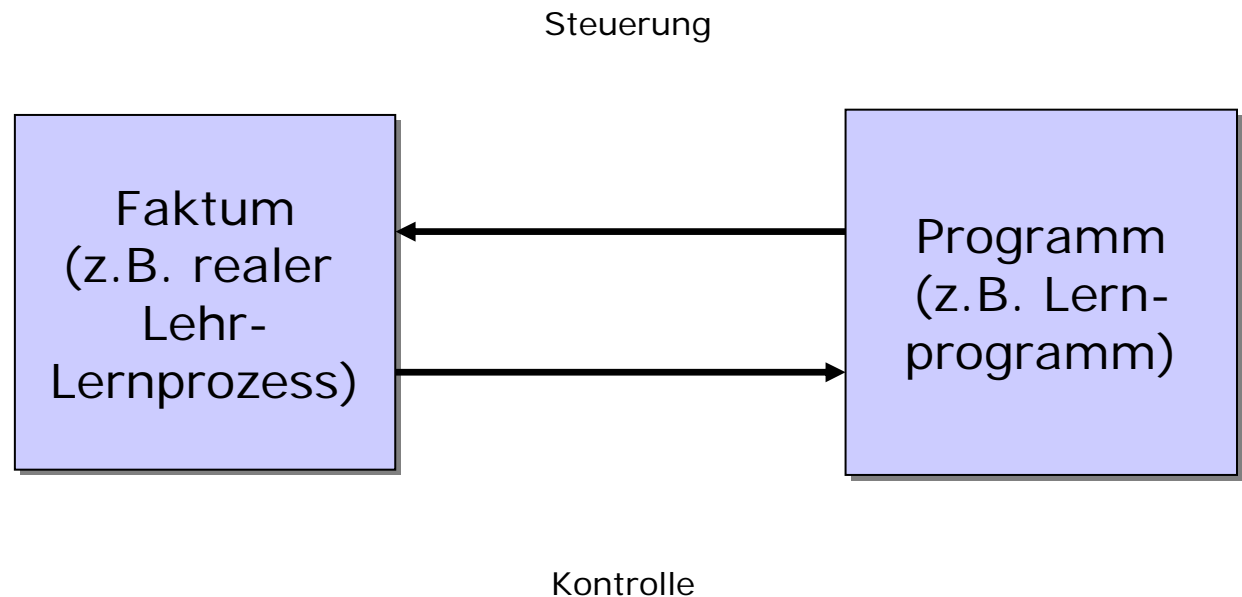 Steuerung
Faktum
(z.B. realer
Lehr-
Lernprozess)
Programm
(z.B. Lern-
programm)
Kontrolle